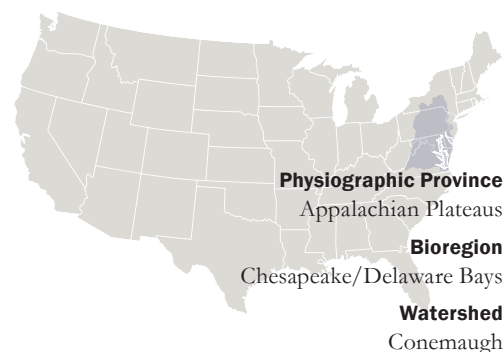 Physiographic Province
Appalachian Plateaus
Bioregion
Chesapeake/Delaware Bays
Watershed
Conemaugh